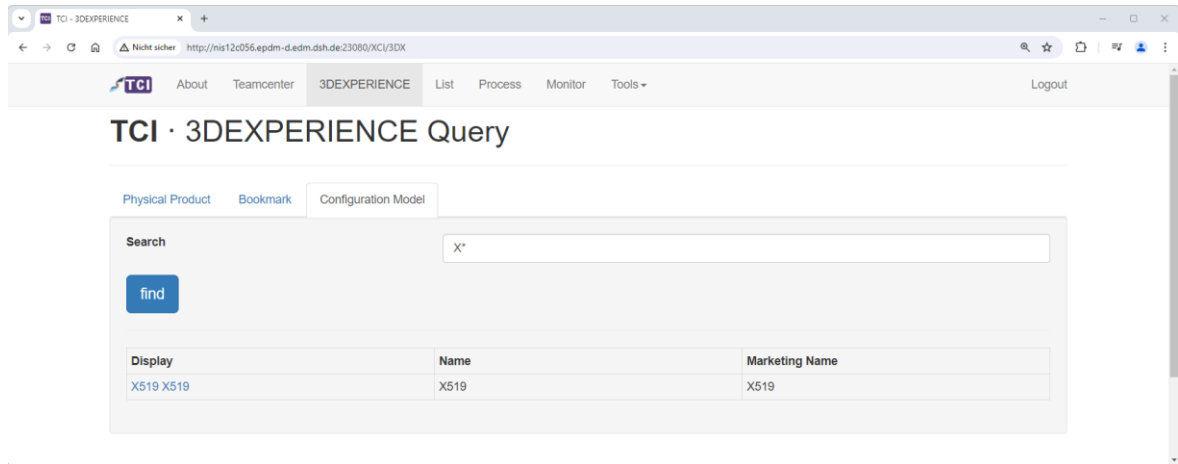 TCI - 3DEXPERIENCE
Nicht sicher http://nis12c056.epdm-d.edm.dsh.de:23080/XCI/3DX
TCI About Teamcenter 3DEXPERIENCE List Process Monitor Tools Logout
TCI · 3DEXPERIENCE Query
Physical Product Bookmark Configuration Model
Search X*
find
Display Name Marketing Name
X519 X519 X519 X519